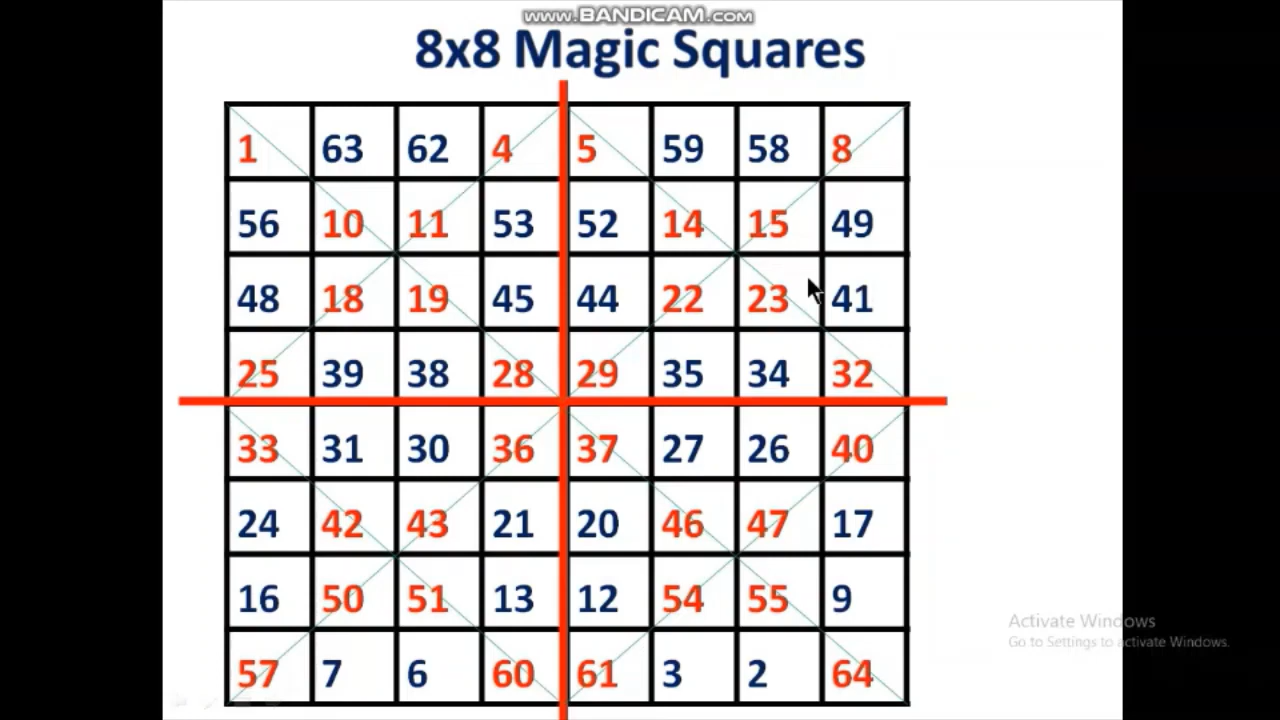 www.BANDICAM.com
8x8 Magic Squares
1 63 62 4 5 59 58 8
56 10 11 53 52 14 15 49
48 18 19 45 44 22 23 41
25 39 38 28 29 35 34 32
33 31 30 36 37 27 26 40
24 42 43 21 20 46 47 17
16 50 51 13 12 54 55 9
57 7 6 60 61 3 2 64
Activate Windows
Go to Settings to activate Windows.